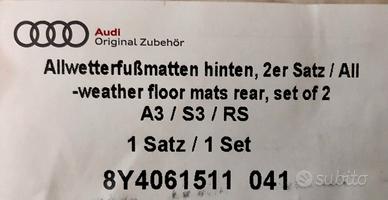 Audi
Original Zubehör
Allwetterfußmatten hinten, 2er Satz / All
-weather floor mats rear, set of 2
A3 / S3 / RS
1 Satz / 1 Set
8Y4061511 041
subito